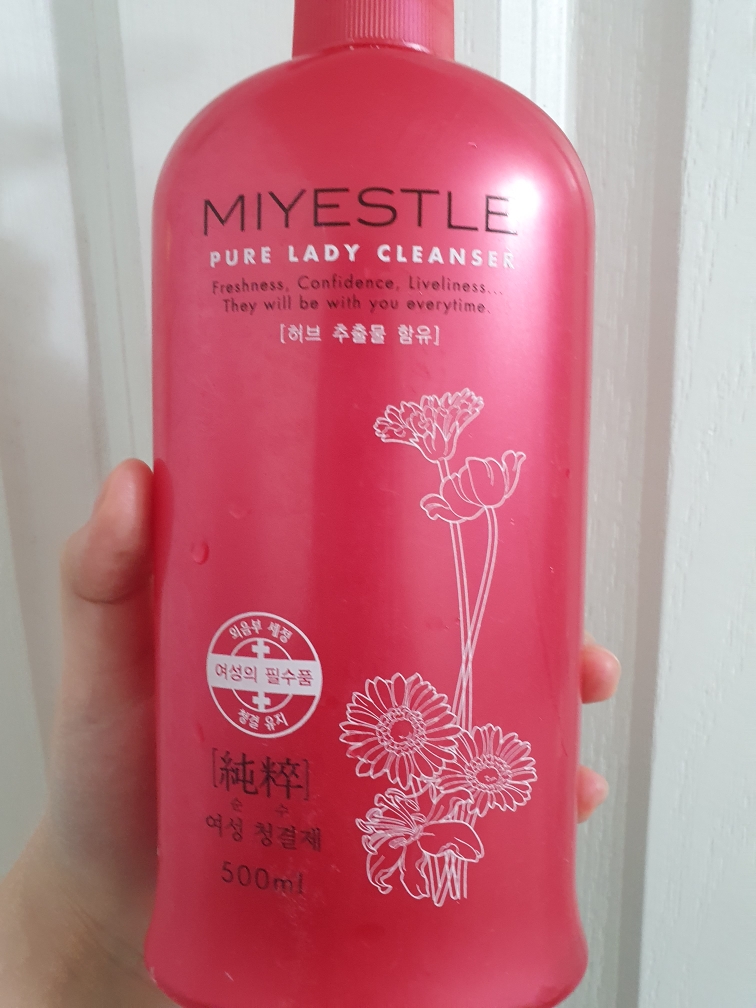 MIYESTLE
PURE LADY CLEANSER
Freshness, Confidence, Liveliness...
They will be with you everytime.
[허브 추출물 함유]
외음부 세정
여성의 필수품
청결 유지
[純粹]
순 수
여성 청결제
500ml